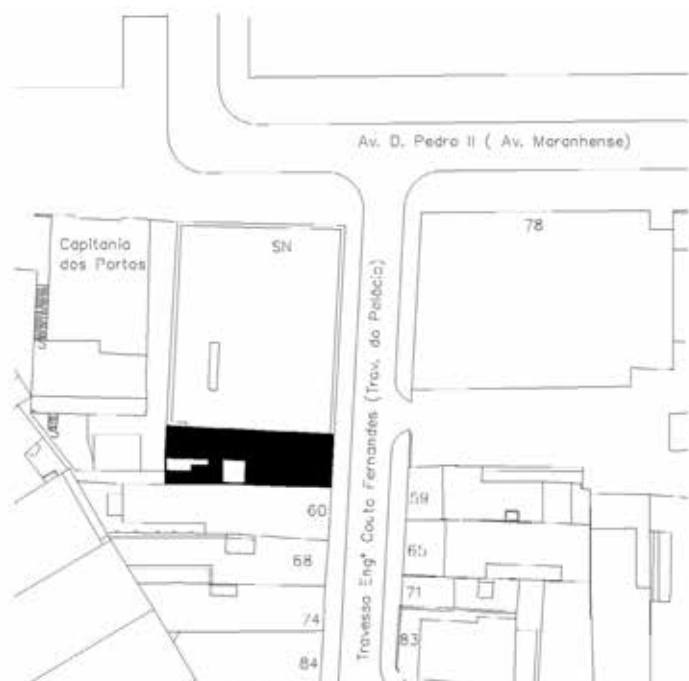 Av. D. Pedro II ( Av. Maranhense)
78
SN
Capitania
dos Portos
Travessa Engº Couto Fernandes (Trav. do Palácio)
60
59
68
65
71
74
83
84